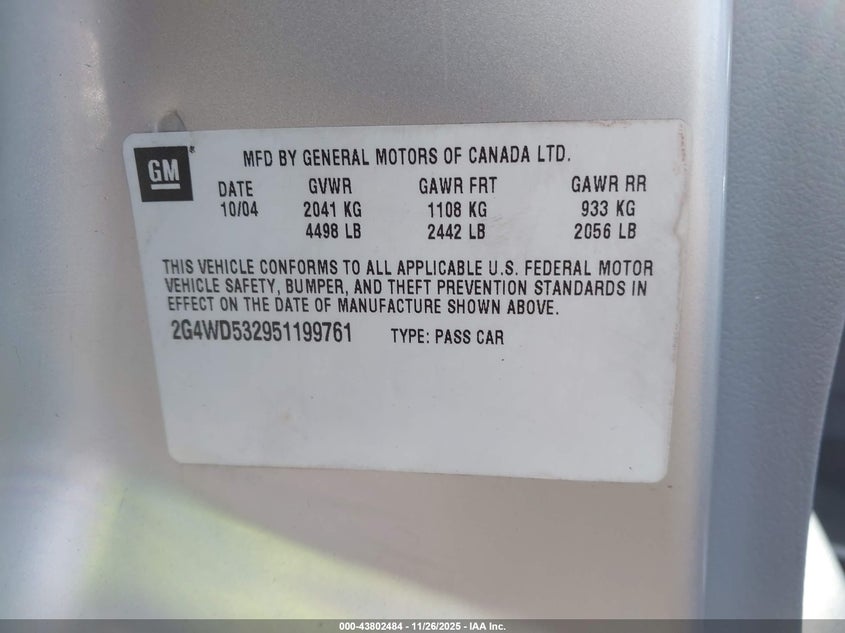 GM
MFD BY GENERAL MOTORS OF CANADA LTD.
DATE GVWR GAWR FRT GAWR RR
10/04 2041 KG 1108 KG 933 KG
4498 LB 2442 LB 2056 LB
THIS VEHICLE CONFORMS TO ALL APPLICABLE U.S. FEDERAL MOTOR
VEHICLE SAFETY, BUMPER, AND THEFT PREVENTION STANDARDS IN
EFFECT ON THE DATE OF MANUFACTURE SHOWN ABOVE.
2G4WD532951199761 TYPE: PASS CAR
000-43802484 - 11/26/2025 - IAA Inc.